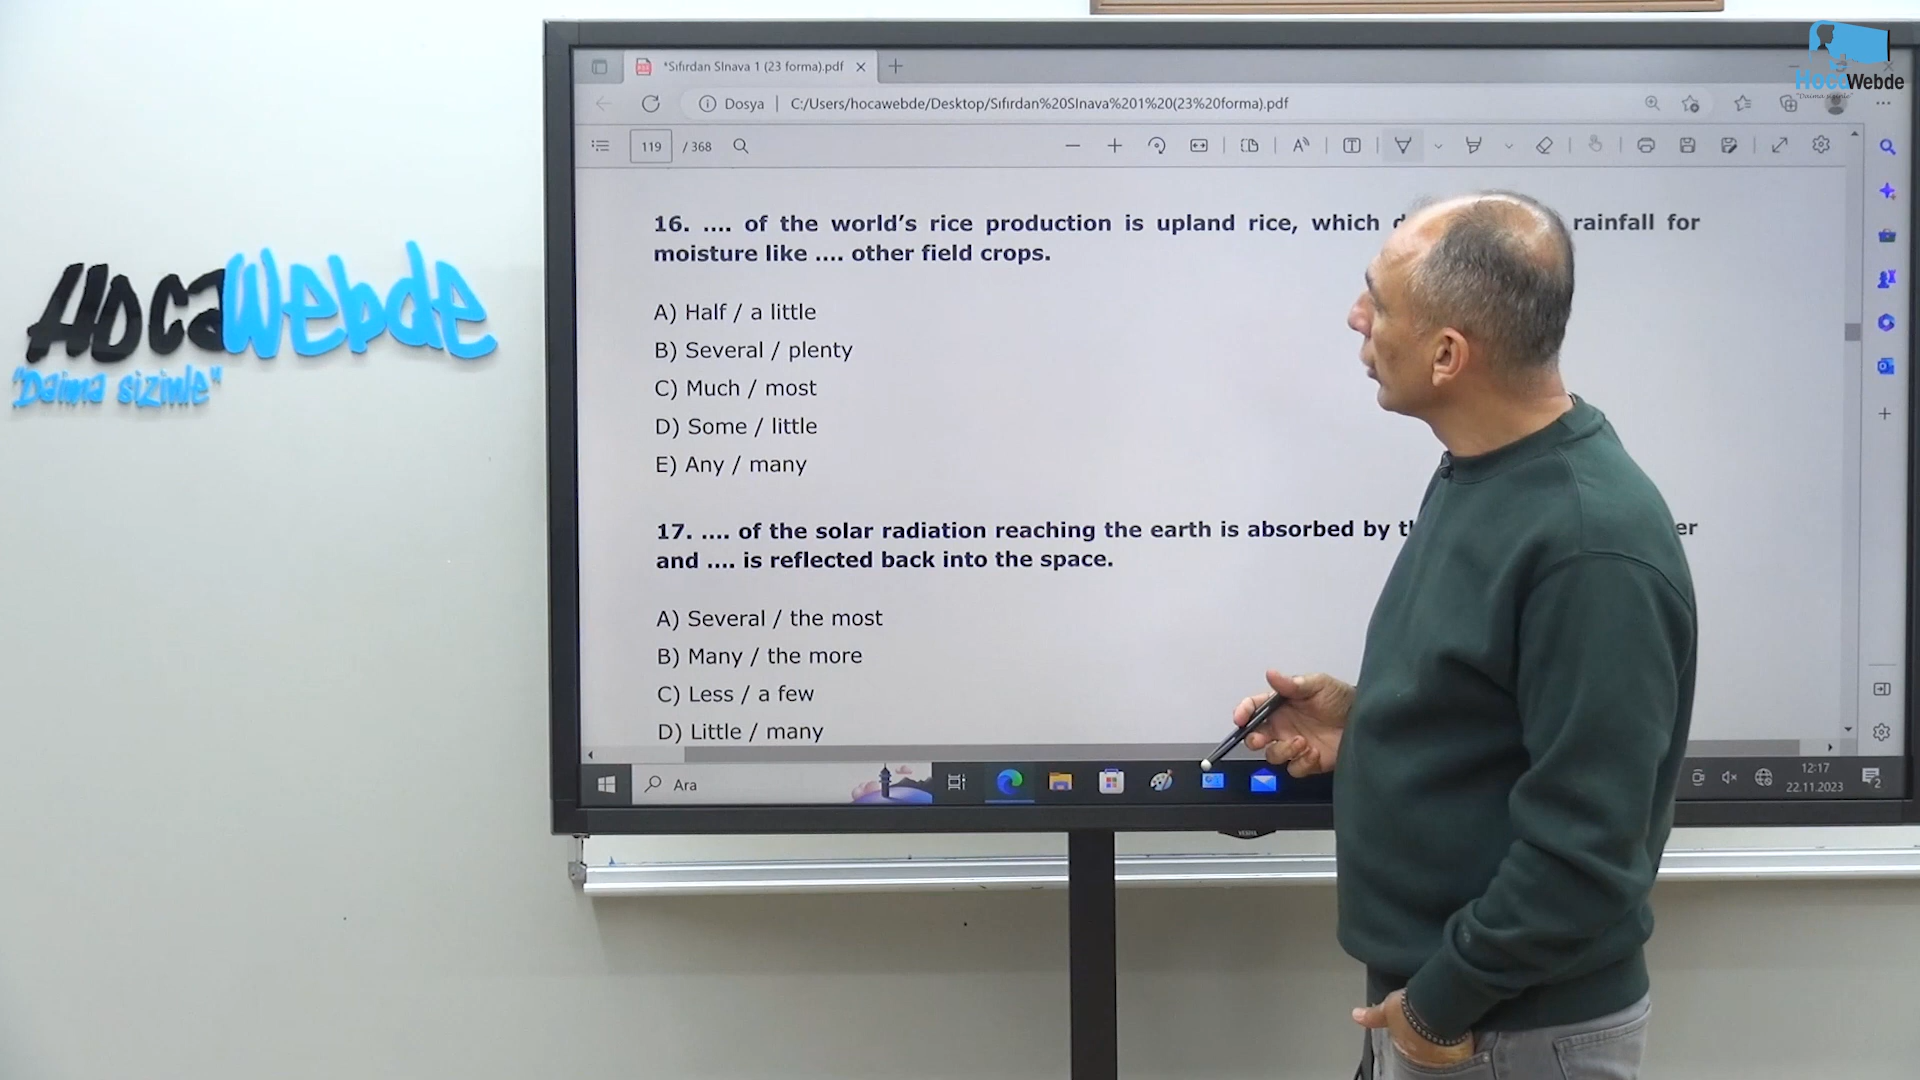 HocaWebde
"Daima sizinle"
*Sıfırdan SInava 1 (23 forma).pdf
Dosya
C:/Users/hocawebde/Desktop/Sıfırdan%20SInava%201%20(23%20forma).pdf
119 / 368
16. .... of the world's rice production is upland rice, which rainfall for
moisture like .... other field crops.
A) Half / a little
B) Several / plenty
C) Much / most
D) Some / little
E) Any / many
17. .... of the solar radiation reaching the earth is absorbed by
and .... is reflected back into the space.
A) Several / the most
B) Many / the more
C) Less / a few
D) Little / many
Ara
12:17
22.11.2023
2
HocaWebde
"Daima sizinle"